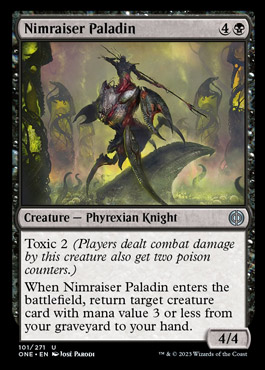 Nimraiser Paladin 4
Creature — Phyrexian Knight
Toxic 2 (Players dealt combat damage
by this creature also get two poison
counters.)
When Nimraiser Paladin enters the
battlefield, return target creature
card with mana value 3 or less from
your graveyard to your hand.
4/4
101/271 U
ONE • EN José Parodi
™ & © 2023 Wizards of the Coast